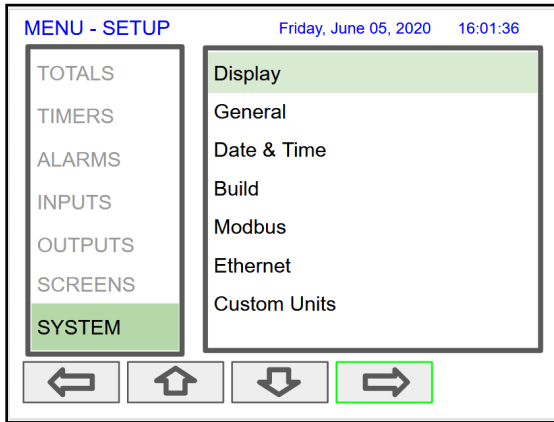 MENU - SETUP Friday, June 05, 2020 16:01:36
TOTALS
TIMERS
ALARMS
INPUTS
OUTPUTS
SCREENS
SYSTEM
Display
General
Date & Time
Build
Modbus
Ethernet
Custom Units